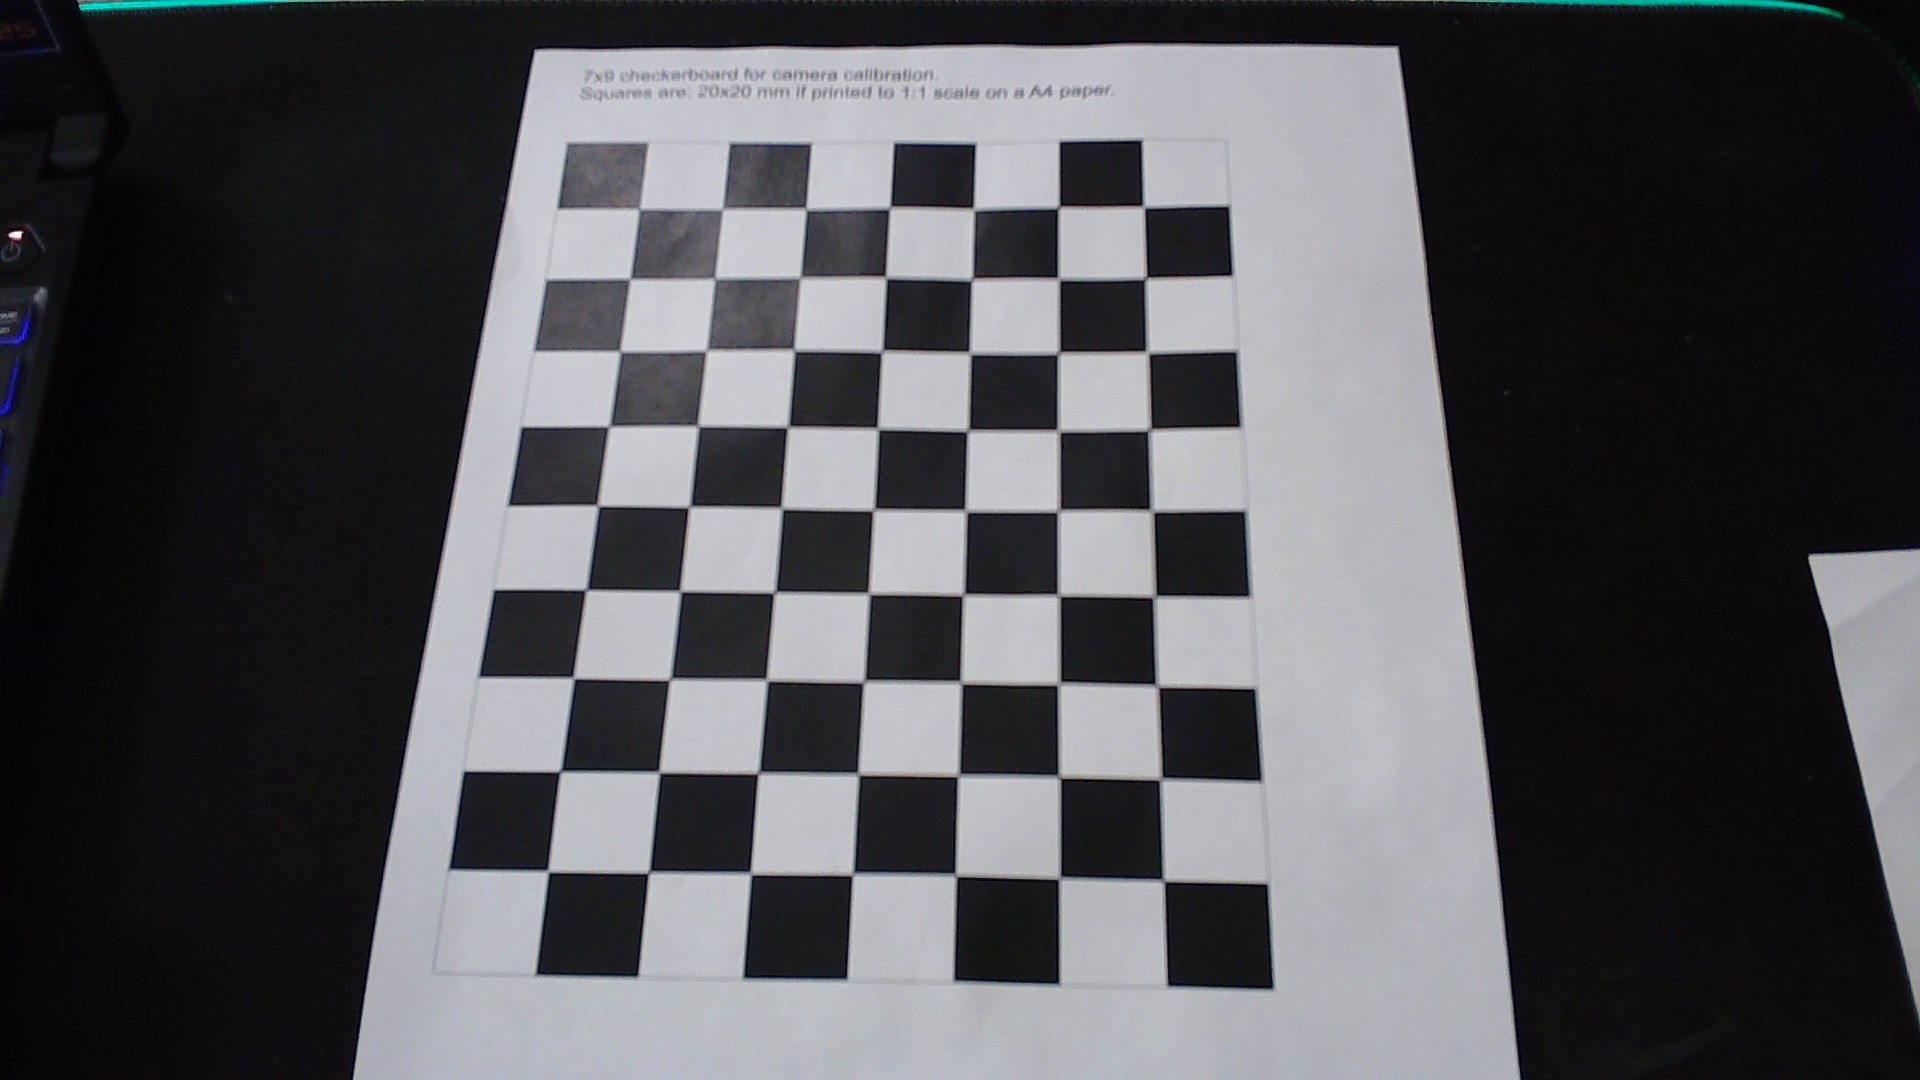 7x9 checkerboard for camera calibration.
Squares are: 20x20 mm if printed to 1:1 scale on a A4 paper.